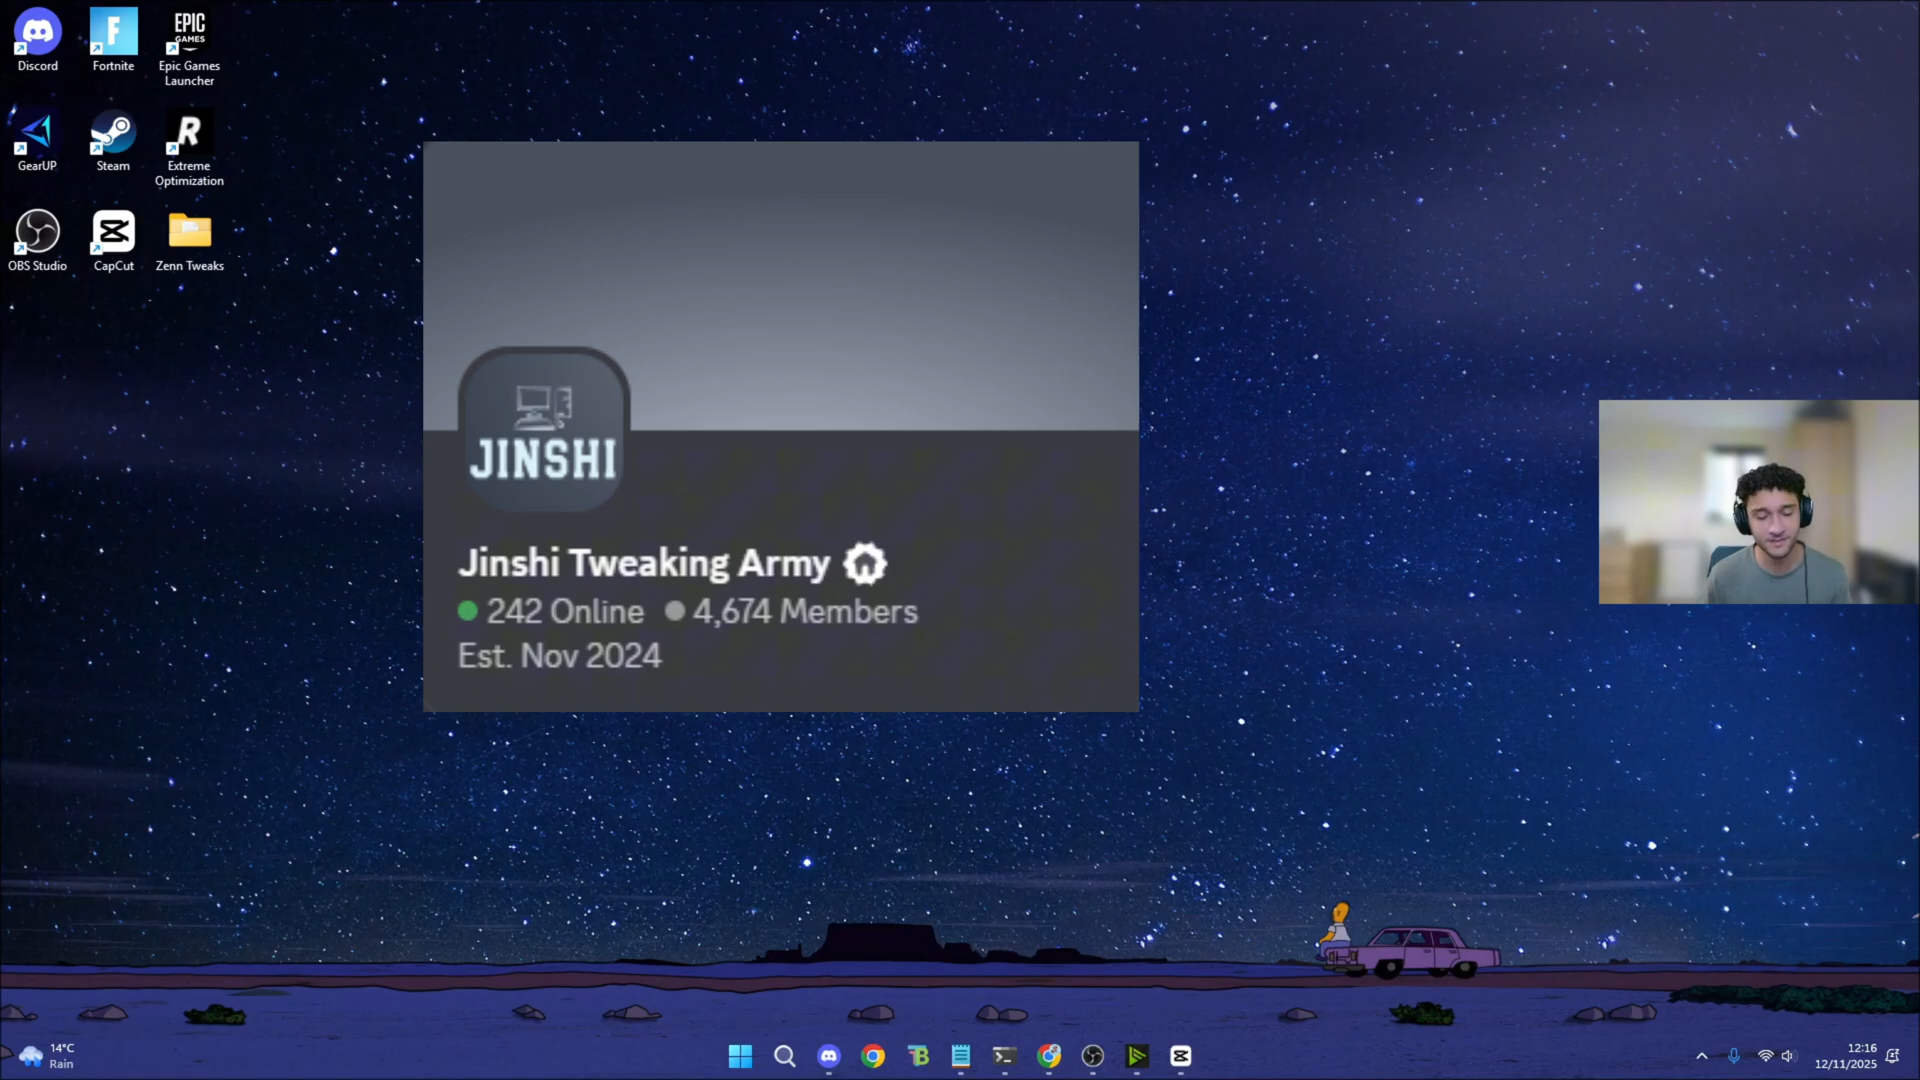 Discord
Fortnite
EPIC
GAMES
Epic Games
Launcher
GearUP
Steam
R
Extreme
Optimization
OBS Studio
CapCut
Zenn Tweaks
JINSHI
Jinshi Tweaking Army
242 Online 4,674 Members
Est. Nov 2024
14°C
Rain
12:16
12/11/2025